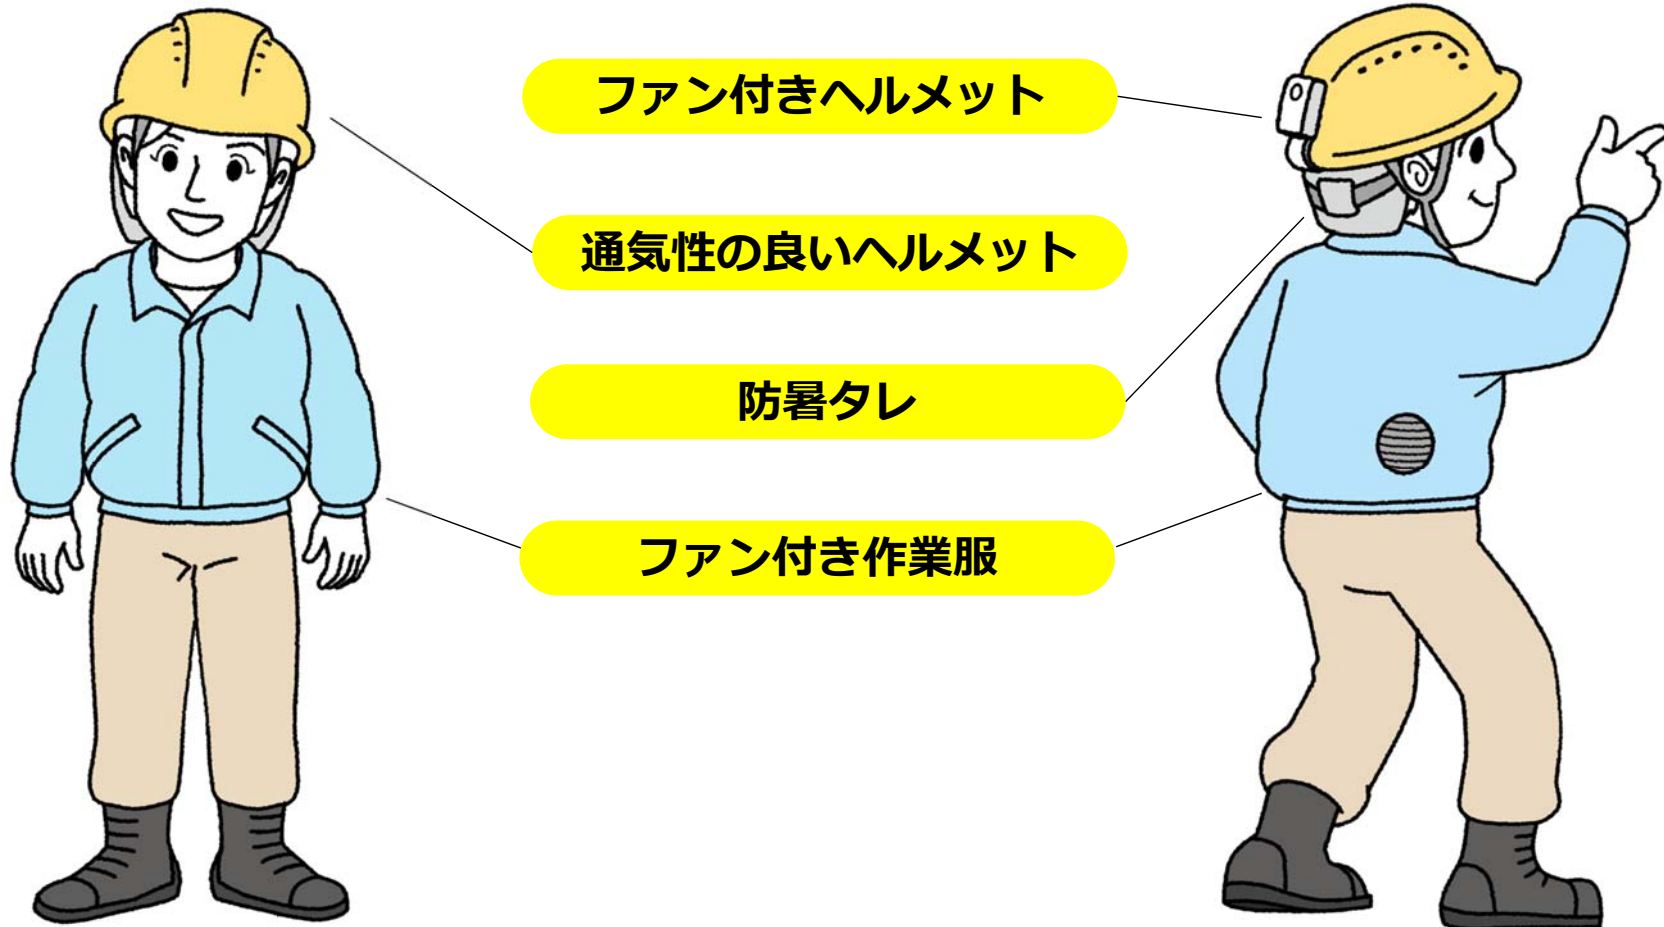 ファン付きヘルメット
通気性の良いヘルメット
防暑タレ
ファン付き作業服